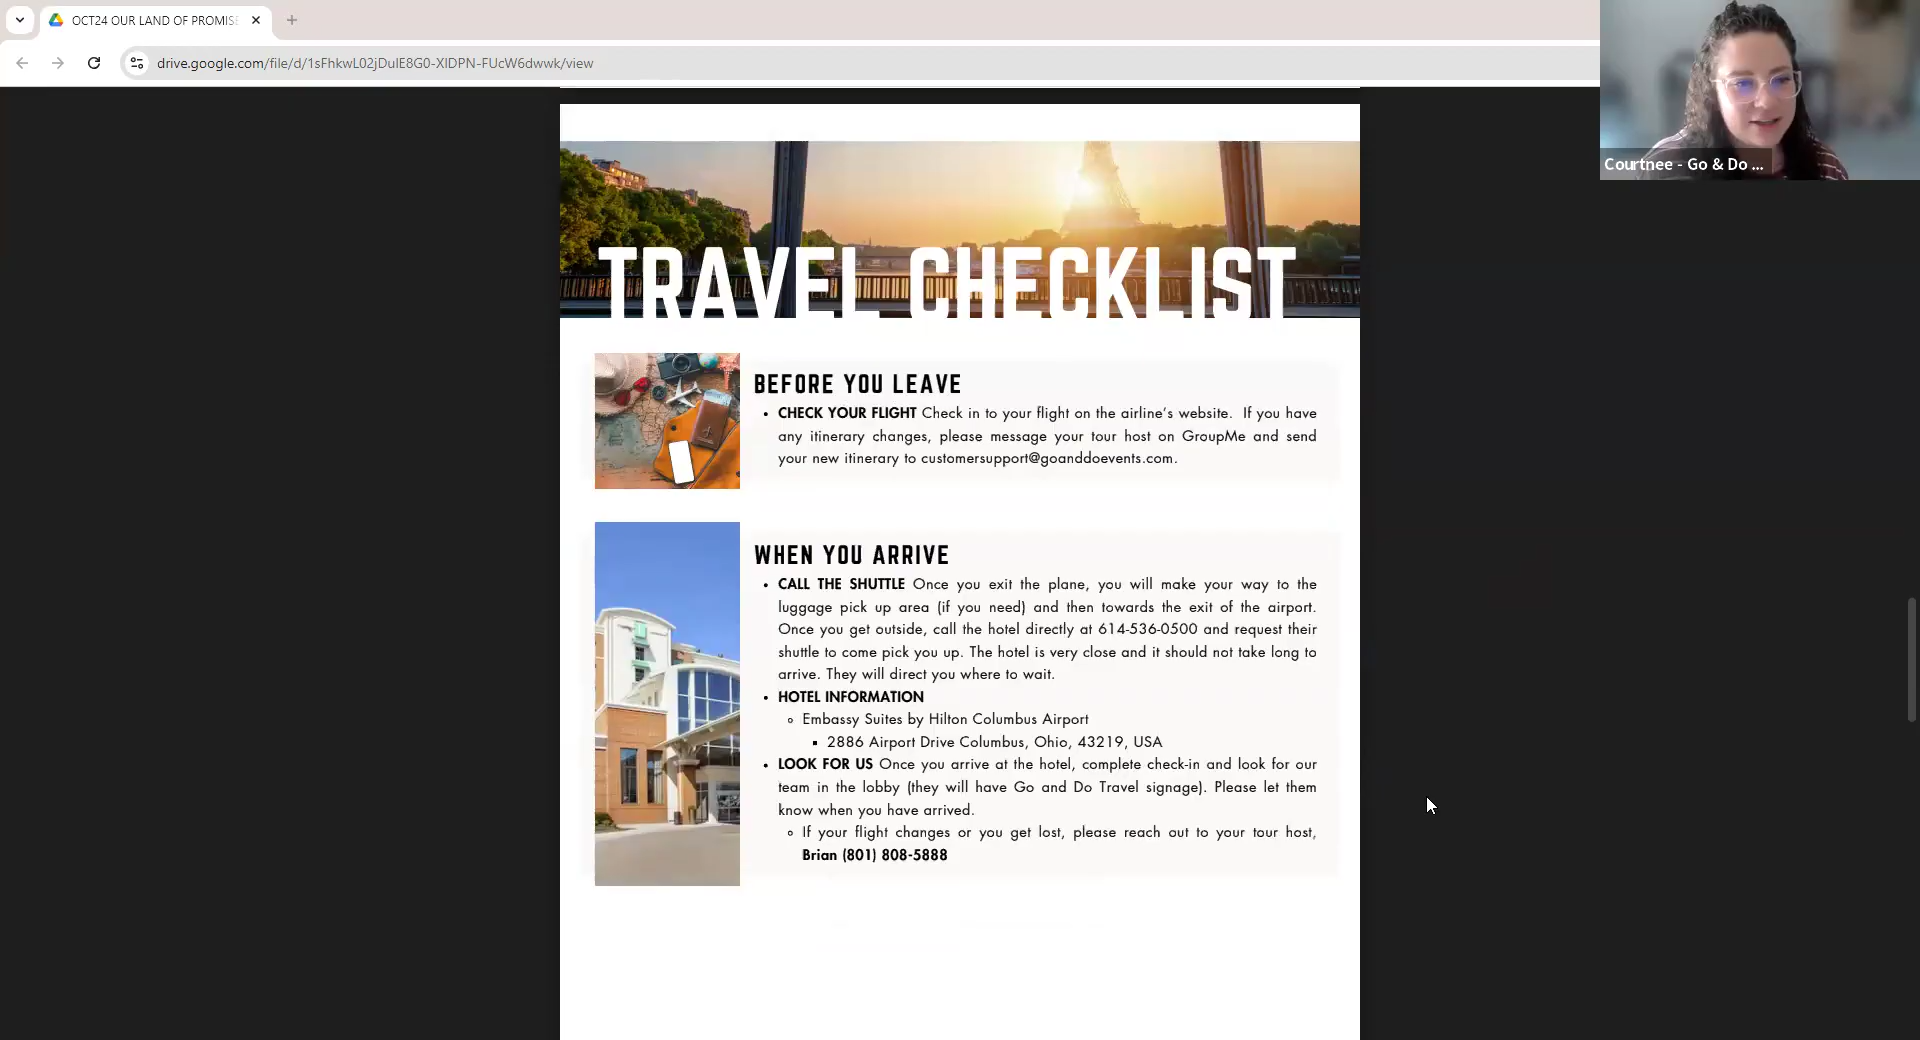 OCT24 OUR LAND OF PROMISE
drive.google.com/file/d/1sFhkwL02jDulE8G0-XlDPN-FUcW6dwwk/view
Courtnee - Go & Do ...
TRAVEL CHECKLIST
BEFORE YOU LEAVE
• CHECK YOUR FLIGHT Check in to your flight on the airline's website. If you have
any itinerary changes, please message your tour host on GroupMe and send
your new itinerary to customersupport@goanddoevents.com.
WHEN YOU ARRIVE
• CALL THE SHUTTLE Once you exit the plane, you will make your way to the
luggage pick up area (if you need) and then towards the exit of the airport.
Once you get outside, call the hotel directly at 614-536-0500 and request their
shuttle to come pick you up. The hotel is very close and it should not take long to
arrive. They will direct you where to wait.
• HOTEL INFORMATION
◦ Embassy Suites by Hilton Columbus Airport
▪ 2886 Airport Drive Columbus, Ohio, 43219, USA
• LOOK FOR US Once you arrive at the hotel, complete check-in and look for our
team in the lobby (they will have Go and Do Travel signage). Please let them
know when you have arrived.
◦ If your flight changes or you get lost, please reach out to your tour host,
Brian (801) 808-5888